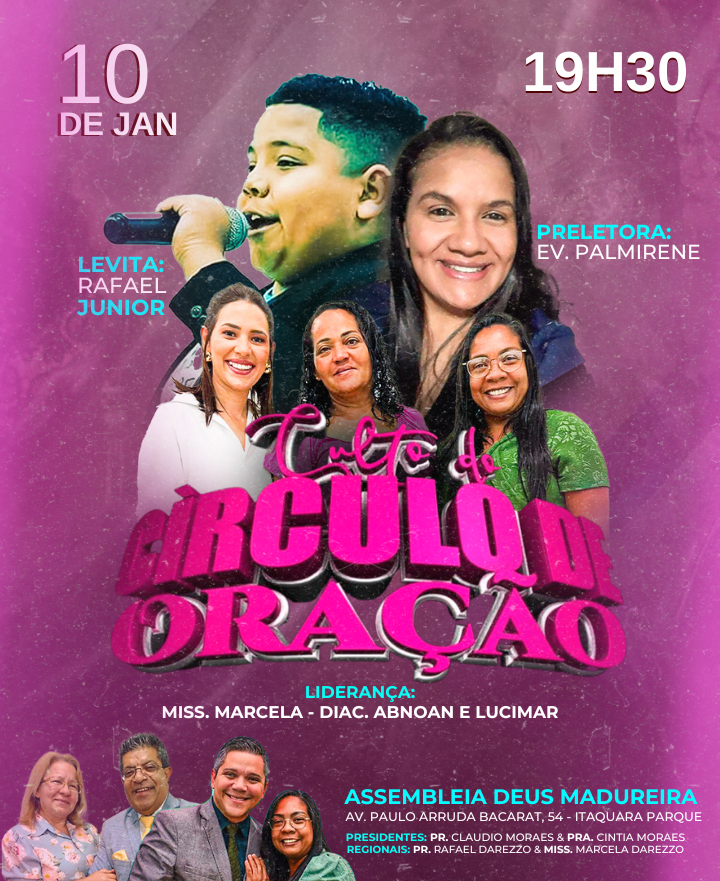 10
DE JAN
19H30
PRELETORA:
EV. PALMIRENE
LEVITA:
RAFAEL
JUNIOR
Culto do
CÍRCULO DE
ORAÇÃO
LIDERANÇA:
MISS. MARCELA - DIAC. ABNOAN E LUCIMAR
ASSEMBLEIA DEUS MADUREIRA
AV. PAULO ARRUDA BACARAT, 54 - ITAQUARA PARQUE
PRESIDENTES: PR. CLAUDIO MORAES & PRA. CINTIA MORAES
REGIONAIS: PR. RAFAEL DAREZZO & MISS. MARCELA DAREZZO